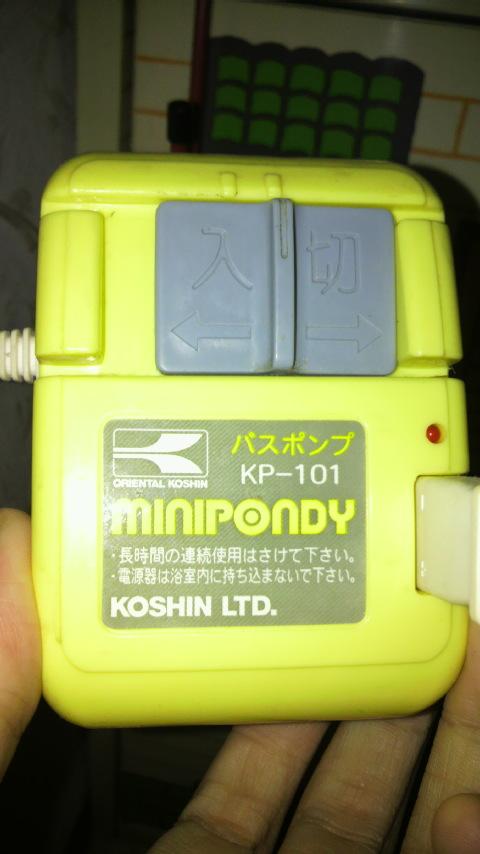 入 切
バスポンプ
ORIENTAL KOSHIN
KP-101
MINIPONDY
・長時間の連続使用はさけて下さい。
・電源器は浴室内に持ち込まないで下さい。
KOSHIN LTD.